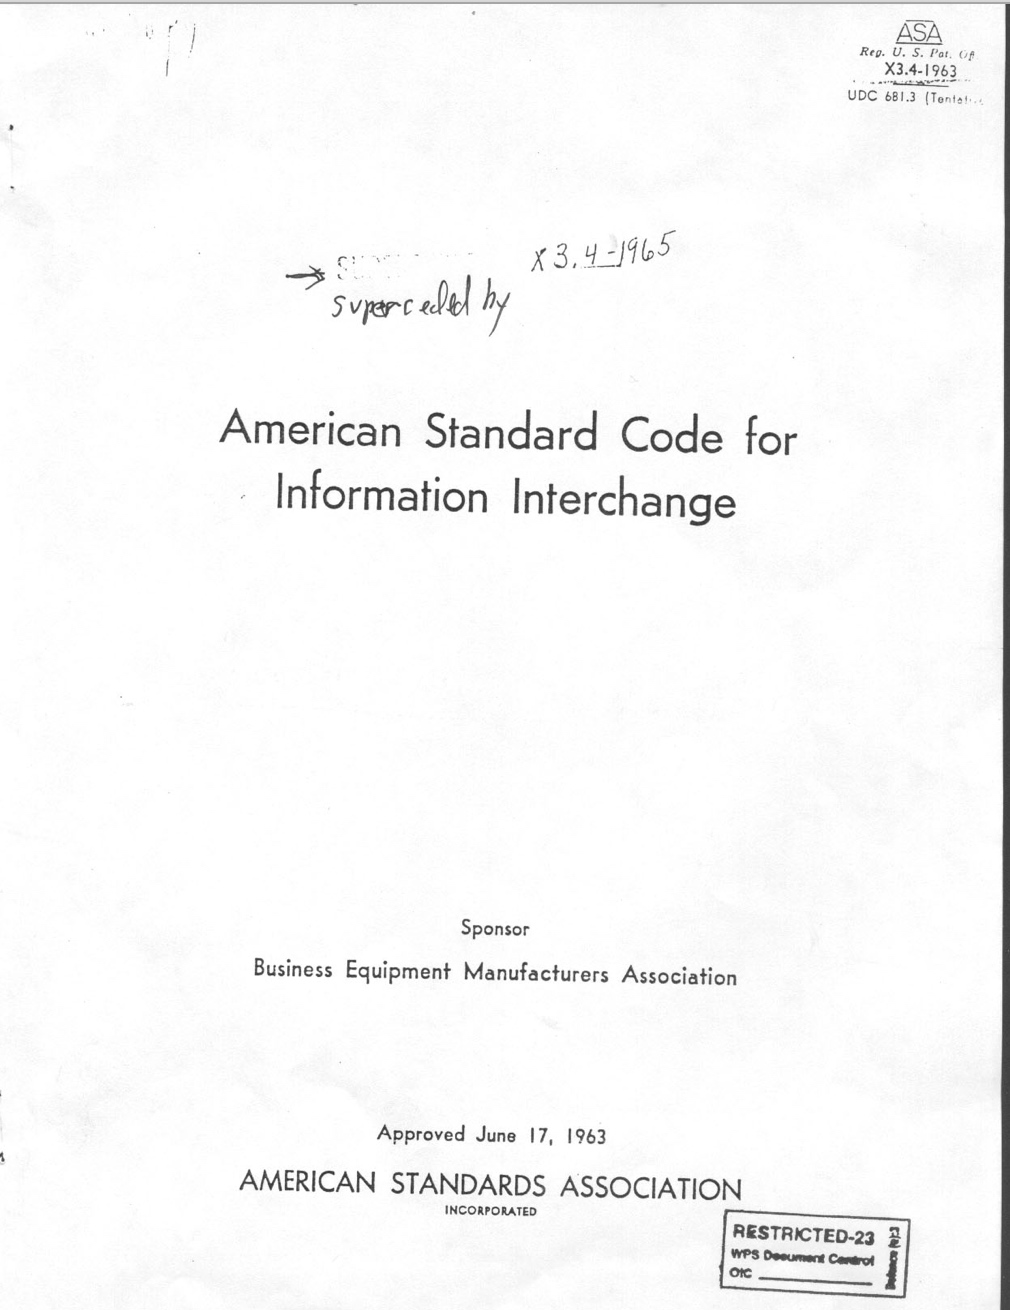 ASA
Reg. U. S. Pat. Off
X3.4-1963
UDC 681.3 (Tentat
X 3.4-1965
superceded by
American Standard Code for
Information Interchange
Sponsor
Business Equipment Manufacturers Association
Approved June 17, 1963
AMERICAN STANDARDS ASSOCIATION
INCORPORATED
RESTRICTED-23
WPS Document Control
OIC